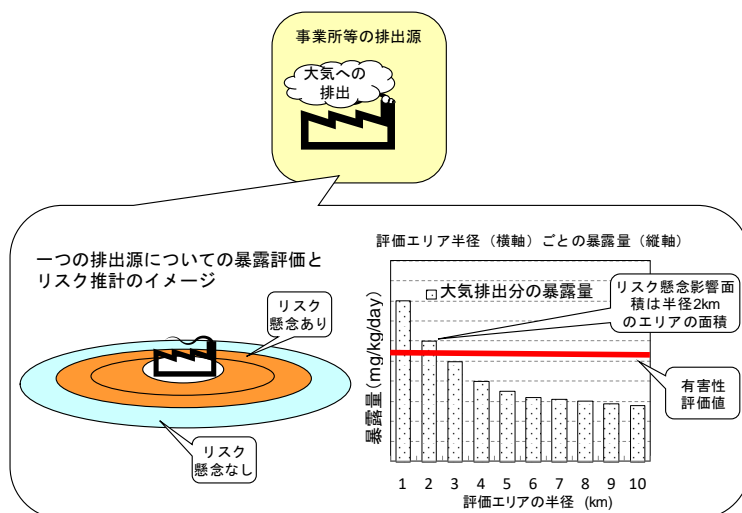 事業所等の排出源
大気への
排出
一つの排出源についての暴露評価と
リスク推計のイメージ
リスク
懸念あり
リスク
懸念なし
評価エリア半径（横軸）ごとの暴露量（縦軸）
大気排出分の暴露量
リスク懸念影響面
積は半径2km
のエリアの面積
有害性
評価値
暴露量(mg/kg/day)
1 2 3 4 5 6 7 8 9 10
評価エリアの半径 (km)